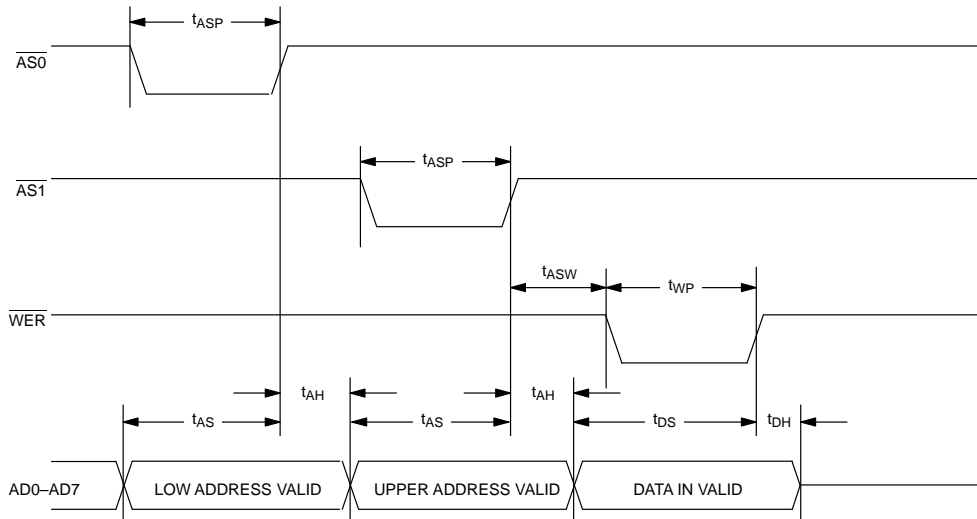 tASP
AS0
tASP
AS1
tASW
tWP
WER
tAH
tAH
tAS
tAS
tDS
tDH
AD0–AD7
LOW ADDRESS VALID
UPPER ADDRESS VALID
DATA IN VALID